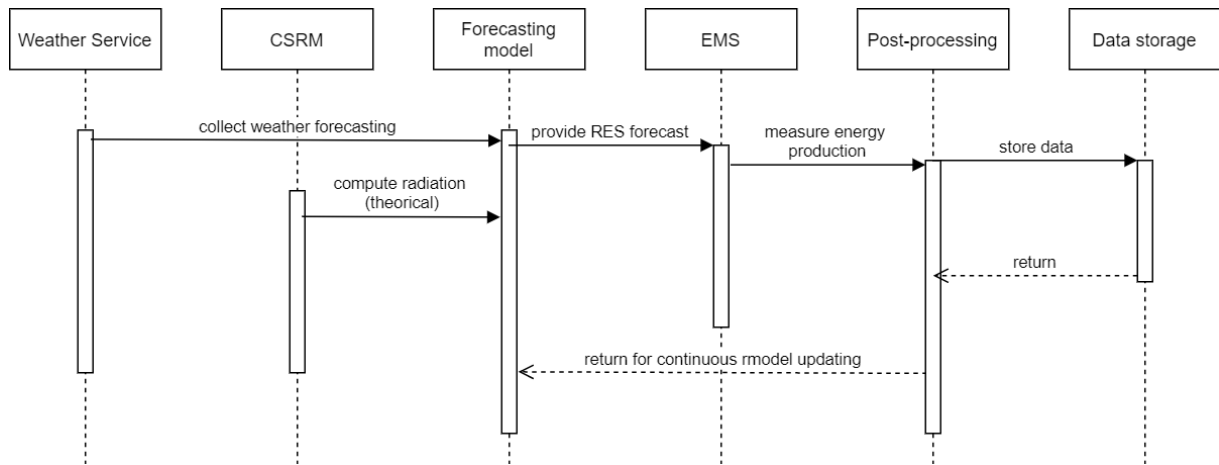 Weather Service
CSRM
Forecasting
model
EMS
Post-processing
Data storage
collect weather forecasting
provide RES forecast
measure energy
production
store data
compute radiation
(theorical)
return
return for continuous rmodel updating